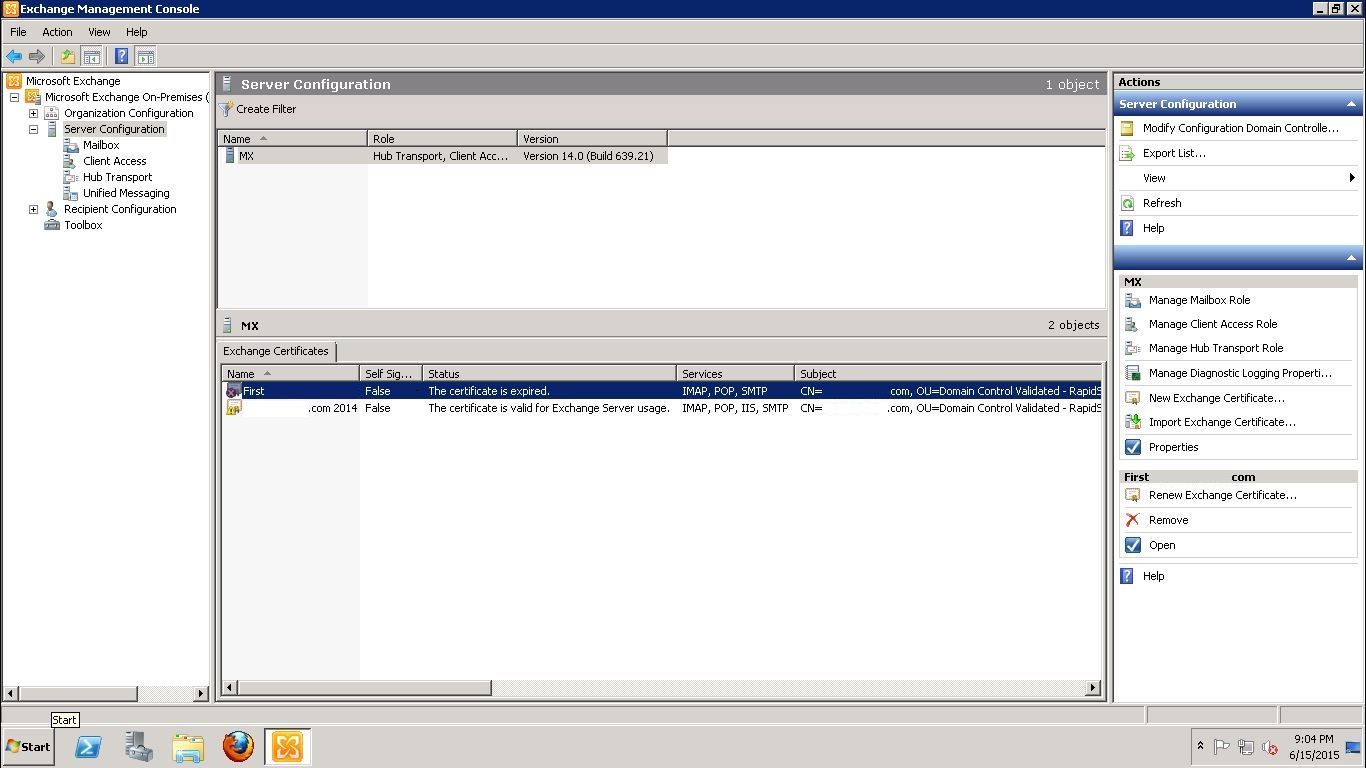 Exchange Management Console
File Action View Help
Microsoft Exchange
Microsoft Exchange On-Premises (
Organization Configuration
Server Configuration
Mailbox
Client Access
Hub Transport
Unified Messaging
Recipient Configuration
Toolbox
Server Configuration 1 object
Create Filter
Name Role Version
MX Hub Transport, Client Acc... Version 14.0 (Build 639.21)
MX 2 objects
Exchange Certificates
Name Self Sig... Status Services Subject
First False The certificate is expired. IMAP, POP, SMTP CN= com, OU=Domain Control Validated - RapidS
.com 2014 False The certificate is valid for Exchange Server usage. IMAP, POP, IIS, SMTP CN= .com, OU=Domain Control Validated - RapidS
Actions
Server Configuration
Modify Configuration Domain Controlle...
Export List...
View
Refresh
Help
MX
Manage Mailbox Role
Manage Client Access Role
Manage Hub Transport Role
Manage Diagnostic Logging Properti...
New Exchange Certificate...
Import Exchange Certificate...
Properties
First com
Renew Exchange Certificate...
Remove
Open
Help
Start
Start
9:04 PM
6/15/2015